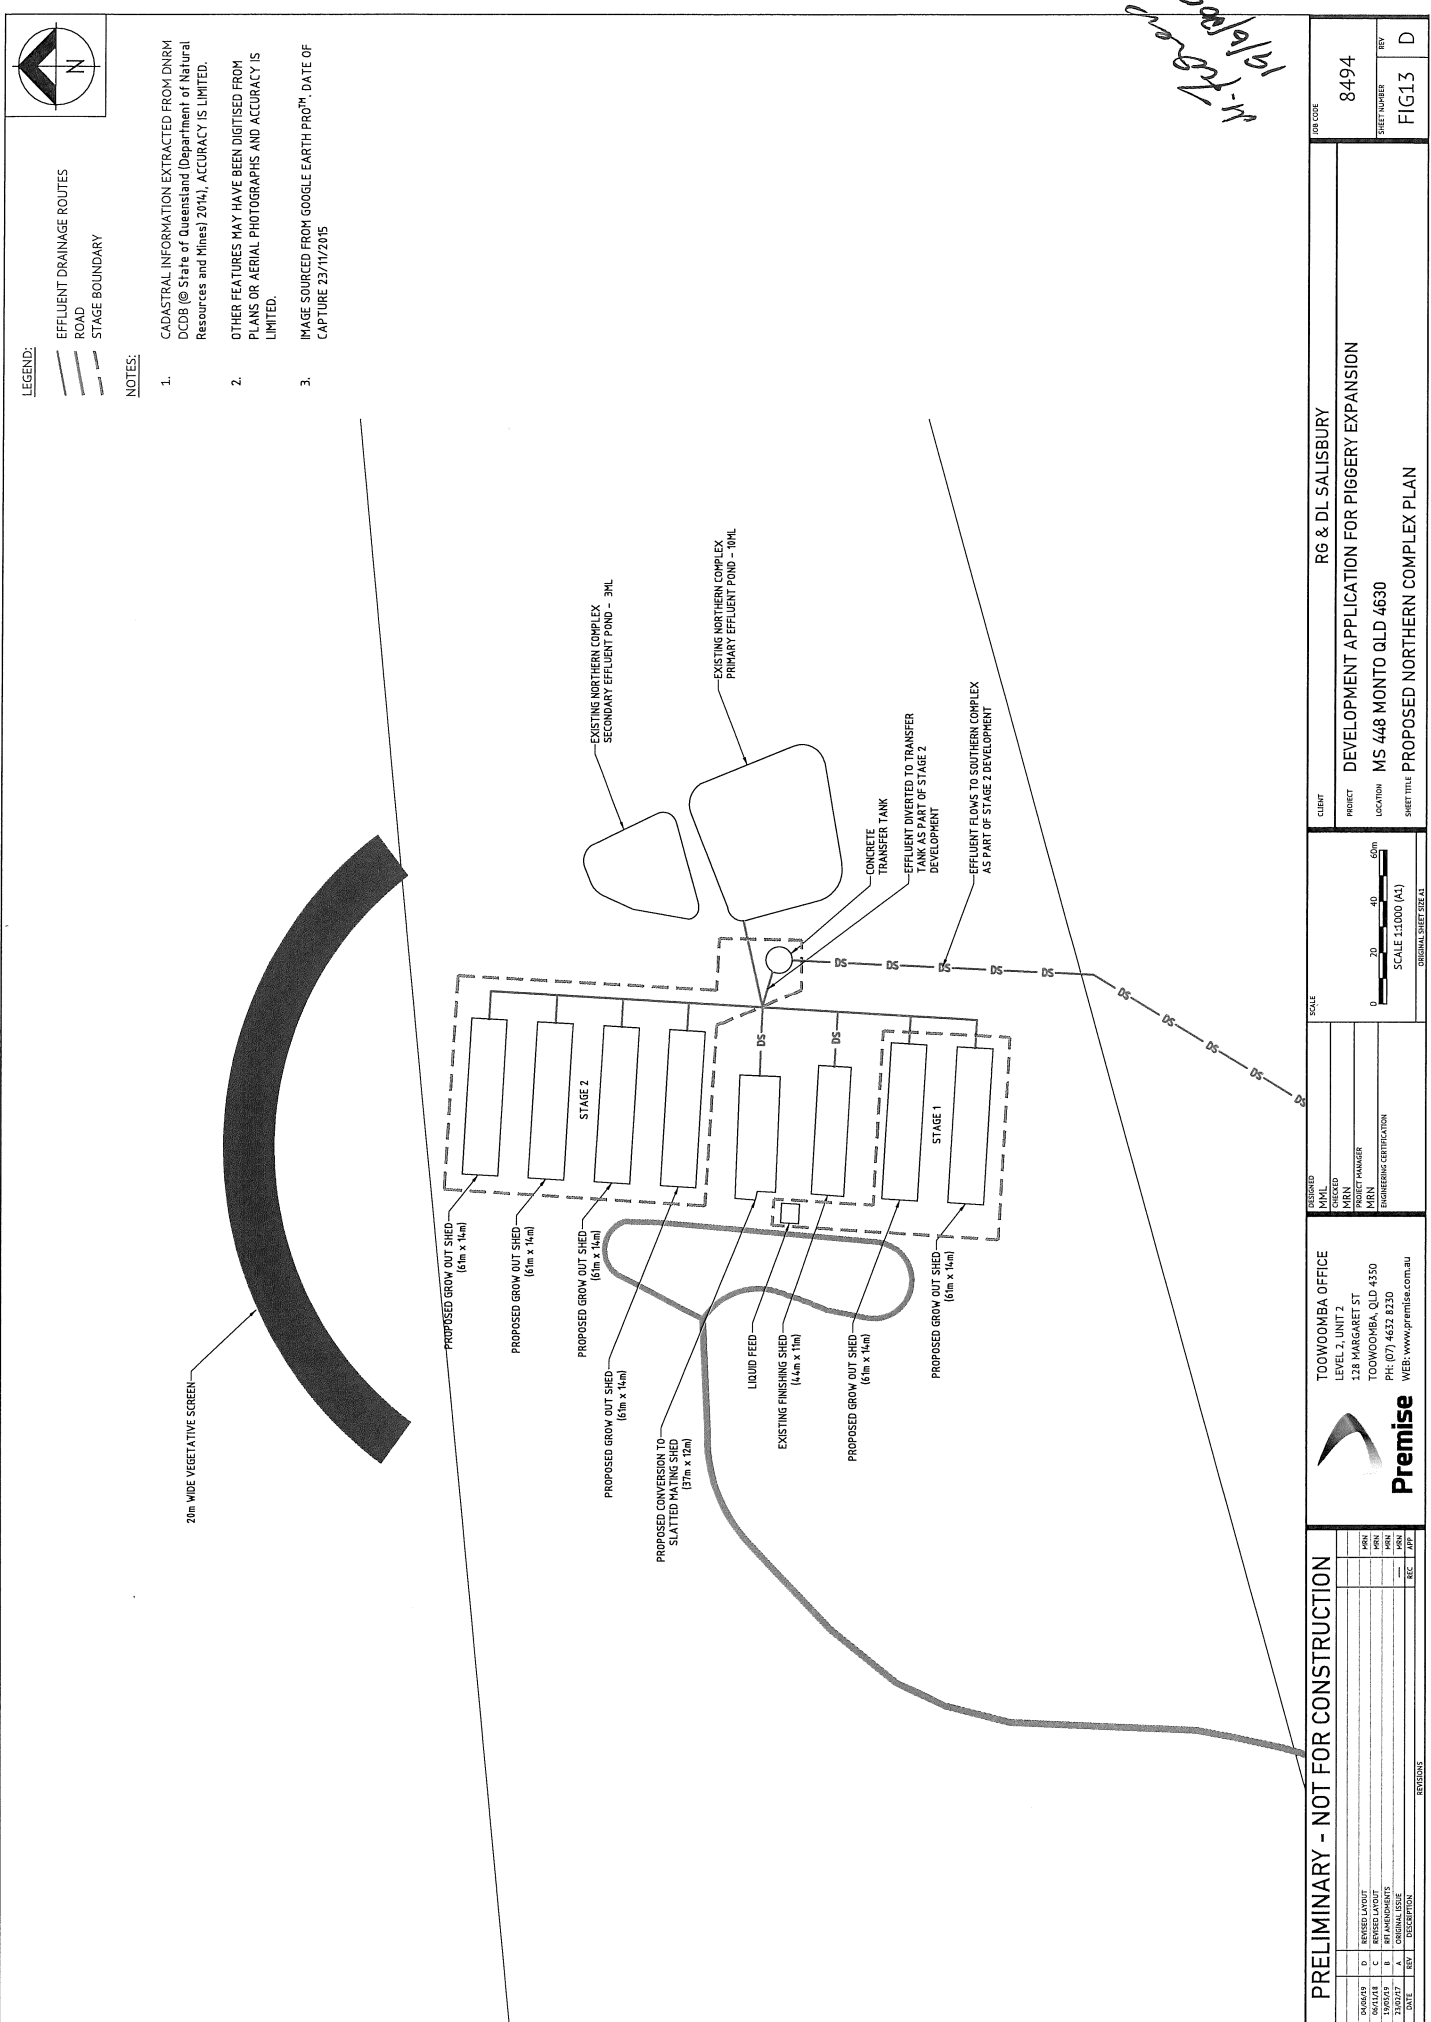 N
LEGEND:
EFFLUENT DRAINAGE ROUTES
ROAD
STAGE BOUNDARY
NOTES:
1. CADASTRAL INFORMATION EXTRACTED FROM DNRM
DCDB (© State of Queensland (Department of Natural
Resources and Mines) 2014), ACCURACY IS LIMITED.
2. OTHER FEATURES MAY HAVE BEEN DIGITISED FROM
PLANS OR AERIAL PHOTOGRAPHS AND ACCURACY IS
LIMITED.
3. IMAGE SOURCED FROM GOOGLE EARTH PRO™. DATE OF
CAPTURE 23/11/2015
20m WIDE VEGETATIVE SCREEN
PROPOSED GROW OUT SHED
(61m x 14m)
PROPOSED GROW OUT SHED
(61m x 14m)
PROPOSED GROW OUT SHED
(61m x 14m)
PROPOSED GROW OUT SHED
(61m x 14m)
PROPOSED CONVERSION TO
SLATTED MATING SHED
(37m x 12m)
LIQUID FEED
EXISTING FINISHING SHED
(44m x 11m)
PROPOSED GROW OUT SHED
(61m x 14m)
PROPOSED GROW OUT SHED
(61m x 14m)
STAGE 2
STAGE 1
EXISTING NORTHERN COMPLEX
SECONDARY EFFLUENT POND - 3ML
EXISTING NORTHERN COMPLEX
PRIMARY EFFLUENT POND - 10ML
CONCRETE
TRANSFER TANK
EFFLUENT DIVERTED TO TRANSFER
TANK AS PART OF STAGE 2
DEVELOPMENT
EFFLUENT FLOWS TO SOUTHERN COMPLEX
AS PART OF STAGE 2 DEVELOPMENT
DS
DS
DS
DS
DS
DS
DS
DS
DS
DS
DS
DS
PRELIMINARY - NOT FOR CONSTRUCTION
04/06/19 D REVISED LAYOUT MRN
06/11/18 C REVISED LAYOUT MRN
19/05/19 B RFI AMENDMENTS MRN
23/02/17 A ORIGINAL ISSUE — MRN
DATE REV DESCRIPTION REC APP
REVISIONS
Premise
TOOWOOMBA OFFICE
LEVEL 2, UNIT 2
128 MARGARET ST
TOOWOOMBA, QLD 4350
PH: (07) 4632 8230
WEB: www.premise.com.au
DESIGNED
MML
CHECKED
MRN
PROJECT MANAGER
MRN
ENGINEERING CERTIFICATION
SCALE
0 20 40 60m
SCALE 1:1000 (A1)
ORIGINAL SHEET SIZE A1
CLIENT RG & DL SALISBURY
PROJECT DEVELOPMENT APPLICATION FOR PIGGERY EXPANSION
LOCATION MS 448 MONTO QLD 4630
SHEET TITLE PROPOSED NORTHERN COMPLEX PLAN
JOB CODE
8494
SHEET NUMBER REV
FIG13 D